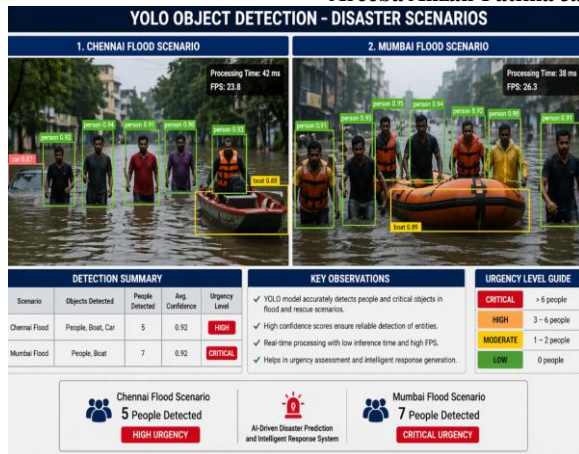 YOLO OBJECT DETECTION - DISASTER SCENARIOS
1. CHENNAI FLOOD SCENARIO
Processing Time: 42 ms
FPS: 23.8
car 0.87
person 0.92
person 0.94
person 0.91
person 0.90
person 0.93
boat 0.88
2. MUMBAI FLOOD SCENARIO
Processing Time: 38 ms
FPS: 26.3
person 0.91
person 0.93
person 0.95
person 0.94
person 0.92
person 0.90
person 0.91
boat 0.89
DETECTION SUMMARY
Scenario Objects Detected People Detected Avg. Confidence Urgency Level
Chennai Flood People, Boat, Car 5 0.92 HIGH
Mumbai Flood People, Boat 7 0.92 CRITICAL
KEY OBSERVATIONS
✓ YOLO model accurately detects people and critical objects in
flood and rescue scenarios.
✓ High confidence scores ensure reliable detection of entities.
✓ Real-time processing with low inference time and high FPS.
✓ Helps in urgency assessment and intelligent response generation.
URGENCY LEVEL GUIDE
CRITICAL > 6 people
HIGH 3 – 6 people
MODERATE 1 – 2 people
LOW 0 people
Chennai Flood Scenario
5 People Detected
HIGH URGENCY
AI-Driven Disaster Prediction
and Intelligent Response System
Mumbai Flood Scenario
7 People Detected
CRITICAL URGENCY